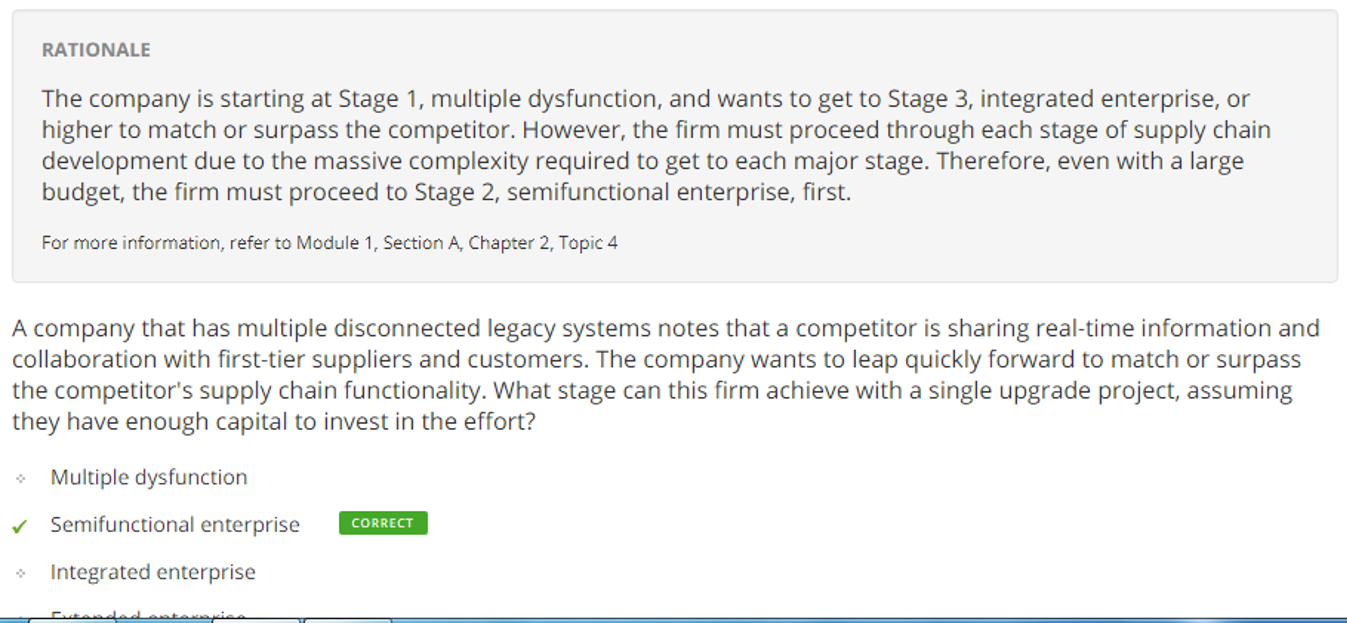 RATIONALE
The company is starting at Stage 1, multiple dysfunction, and wants to get to Stage 3, integrated enterprise, or
higher to match or surpass the competitor. However, the firm must proceed through each stage of supply chain
development due to the massive complexity required to get to each major stage. Therefore, even with a large
budget, the firm must proceed to Stage 2, semifunctional enterprise, first.
For more information, refer to Module 1, Section A, Chapter 2, Topic 4
A company that has multiple disconnected legacy systems notes that a competitor is sharing real-time information and
collaboration with first-tier suppliers and customers. The company wants to leap quickly forward to match or surpass
the competitor's supply chain functionality. What stage can this firm achieve with a single upgrade project, assuming
they have enough capital to invest in the effort?
Multiple dysfunction
Semifunctional enterprise CORRECT
Integrated enterprise
Extended enterprise